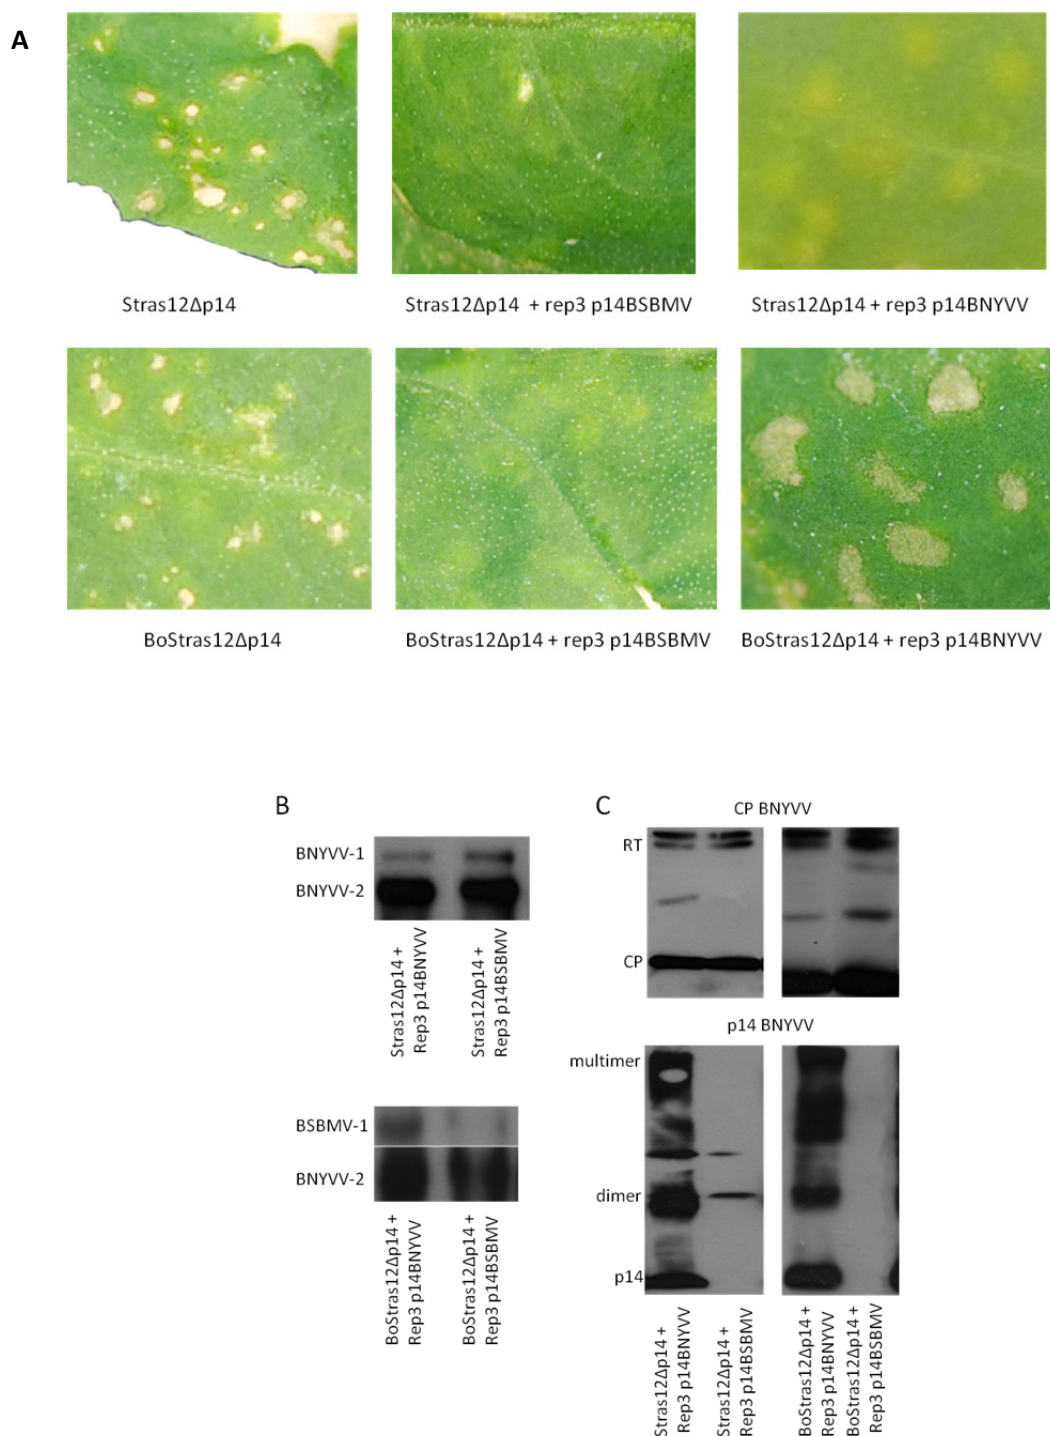 A
Stras12Δp14
Stras12Δp14 + rep3 p14BSBMV
Stras12Δp14 + rep3 p14BNYVV
BoStras12Δp14
BoStras12Δp14 + rep3 p14BSBMV
BoStras12Δp14 + rep3 p14BNYVV
B
BNYVV-1
BNYVV-2
Stras12Δp14 +
Rep3 p14BNYVV
Stras12Δp14 +
Rep3 p14BSBMV
BSBMV-1
BNYVV-2
BoStras12Δp14 +
Rep3 p14BNYVV
BoStras12Δp14 +
Rep3 p14BSBMV
C
CP BNYVV
RT
CP
p14 BNYVV
multimer
dimer
p14
Stras12Δp14 +
Rep3 p14BNYVV
Stras12Δp14 +
Rep3 p14BSBMV
BoStras12Δp14 +
Rep3 p14BNYVV
BoStras12Δp14 +
Rep3 p14BSBMV